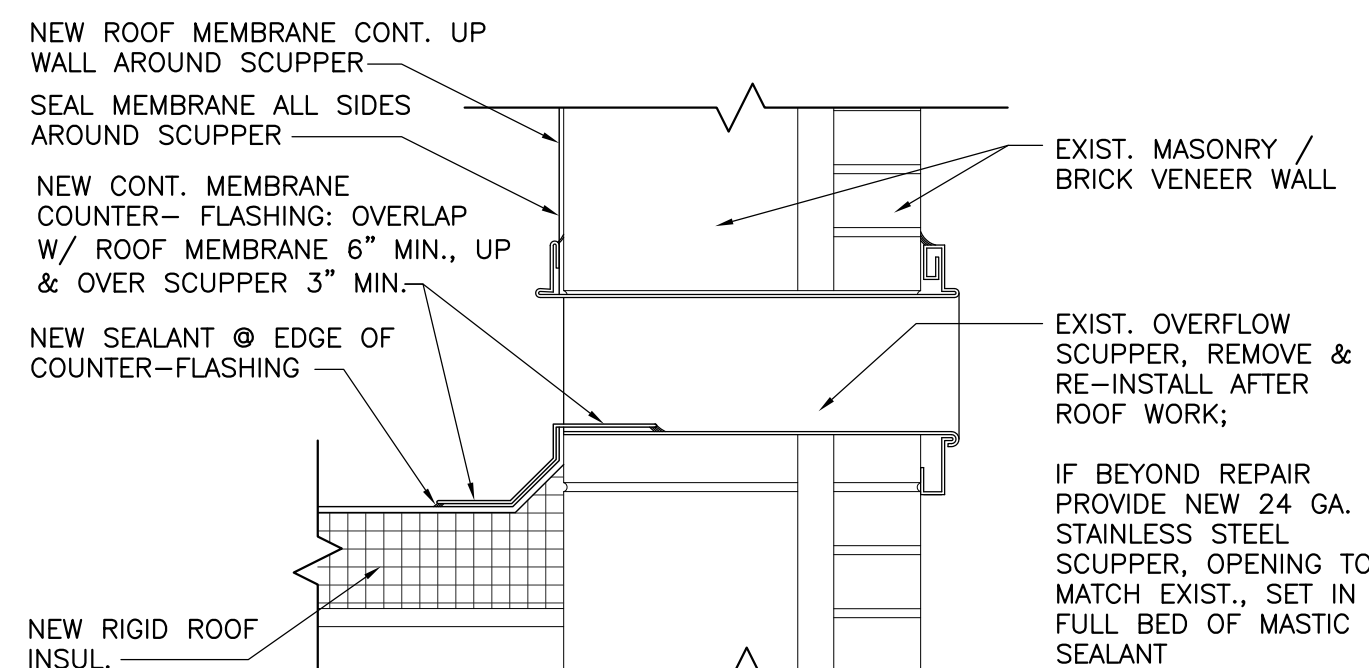 NEW ROOF MEMBRANE CONT. UP
WALL AROUND SCUPPER
SEAL MEMBRANE ALL SIDES
AROUND SCUPPER
NEW CONT. MEMBRANE
COUNTER- FLASHING: OVERLAP
W/ ROOF MEMBRANE 6" MIN., UP
& OVER SCUPPER 3" MIN.
NEW SEALANT @ EDGE OF
COUNTER-FLASHING
NEW RIGID ROOF
INSUL.
EXIST. MASONRY /
BRICK VENEER WALL
EXIST. OVERFLOW
SCUPPER, REMOVE &
RE-INSTALL AFTER
ROOF WORK;
IF BEYOND REPAIR
PROVIDE NEW 24 GA.
STAINLESS STEEL
SCUPPER, OPENING TO
MATCH EXIST., SET IN
FULL BED OF MASTIC
SEALANT